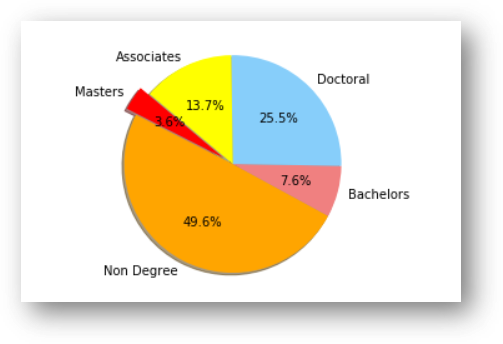 Associates
Masters
Doctoral
13.7%
3.6%
25.5%
7.6%
Bachelors
49.6%
Non Degree